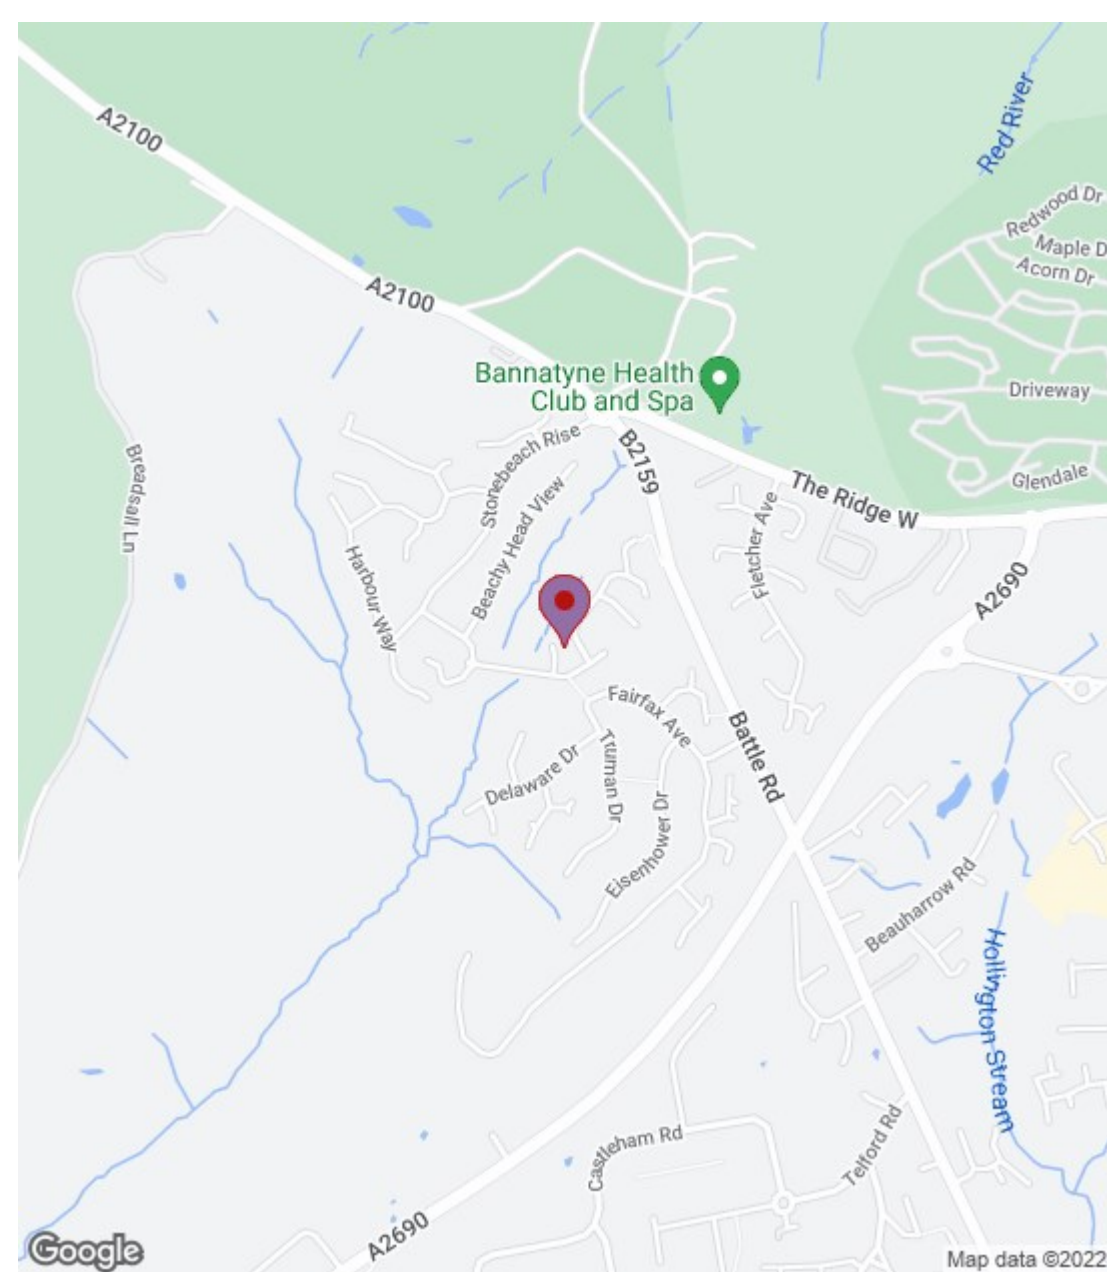 A2100
Red River
Redwood Dr
Maple D
Acorn Dr
A2100
Bannatyne Health
Club and Spa
Driveway
Stonebeach Rise
B2159
Breadsall Ln
Beachy Head View
The Ridge W
Glendale
Fletcher Ave
Harbour Way
A2690
Fairfax Ave
Battle Rd
Delaware Dr
Truman Dr
Eisenhower Dr
Beauharrow Rd
Hollington Stream
Castleham Rd
Telford Rd
A2690
Google
Map data ©2022